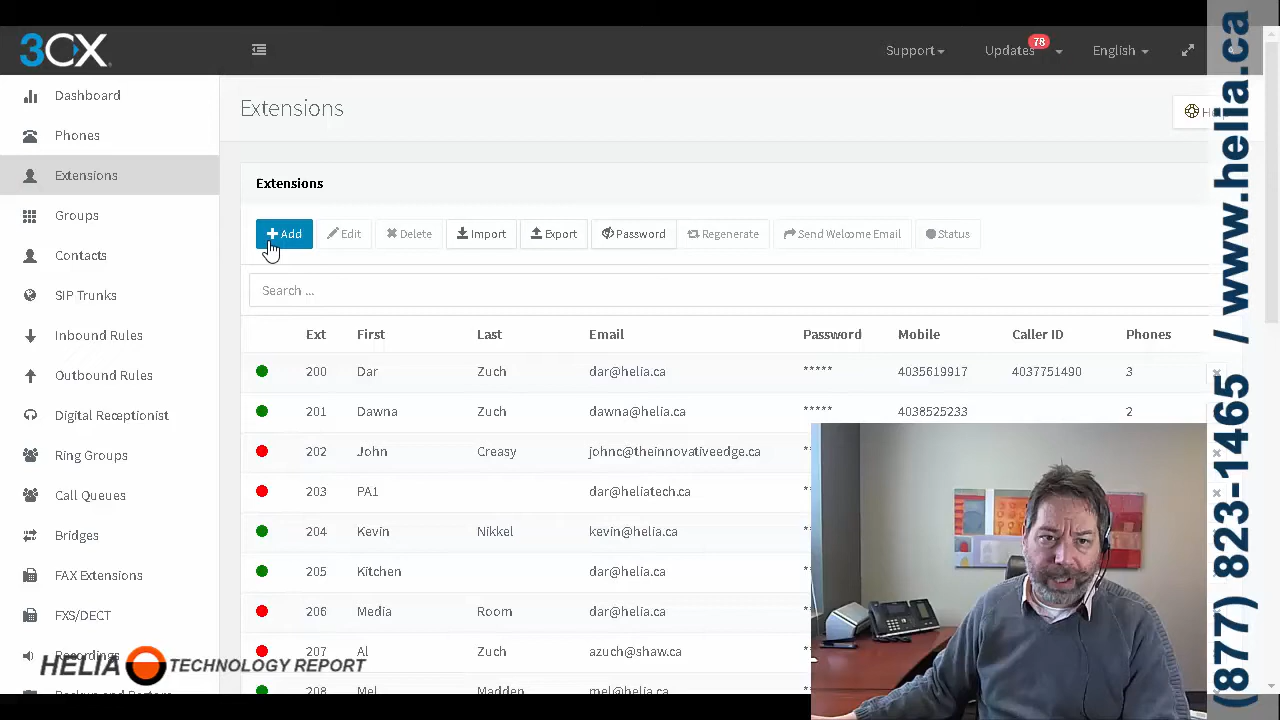 3CX
Support
Updates 78
English
Dashboard
Phones
Extensions
Groups
Contacts
SIP Trunks
Inbound Rules
Outbound Rules
Digital Receptionist
Ring Groups
Call Queues
Bridges
FAX Extensions
FXS/DECT
Recordings
Extensions
Help
Extensions
Add Edit Delete Import Export Password Regenerate Send Welcome Email Status
Search ...
Ext First Last Email Password Mobile Caller ID Phones
200 Dar Zuch dar@helia.ca ***** 4035619917 4037751490 3
201 Dawna Zuch dawna@helia.ca ***** 4038525223 2
202 John Creasy johnc@theinnovativeedge.ca
203 PA1 dar@heliatech.ca
204 Kevin Nikkel kevin@helia.ca
205 Kitchen dar@helia.ca
206 Media Room dar@helia.ca
207 Al Zuch azuch@shaw.ca
208 Mel Madden mel@helia.ca
HELIA TECHNOLOGY REPORT
(877) 823-1465 / www.helia.ca